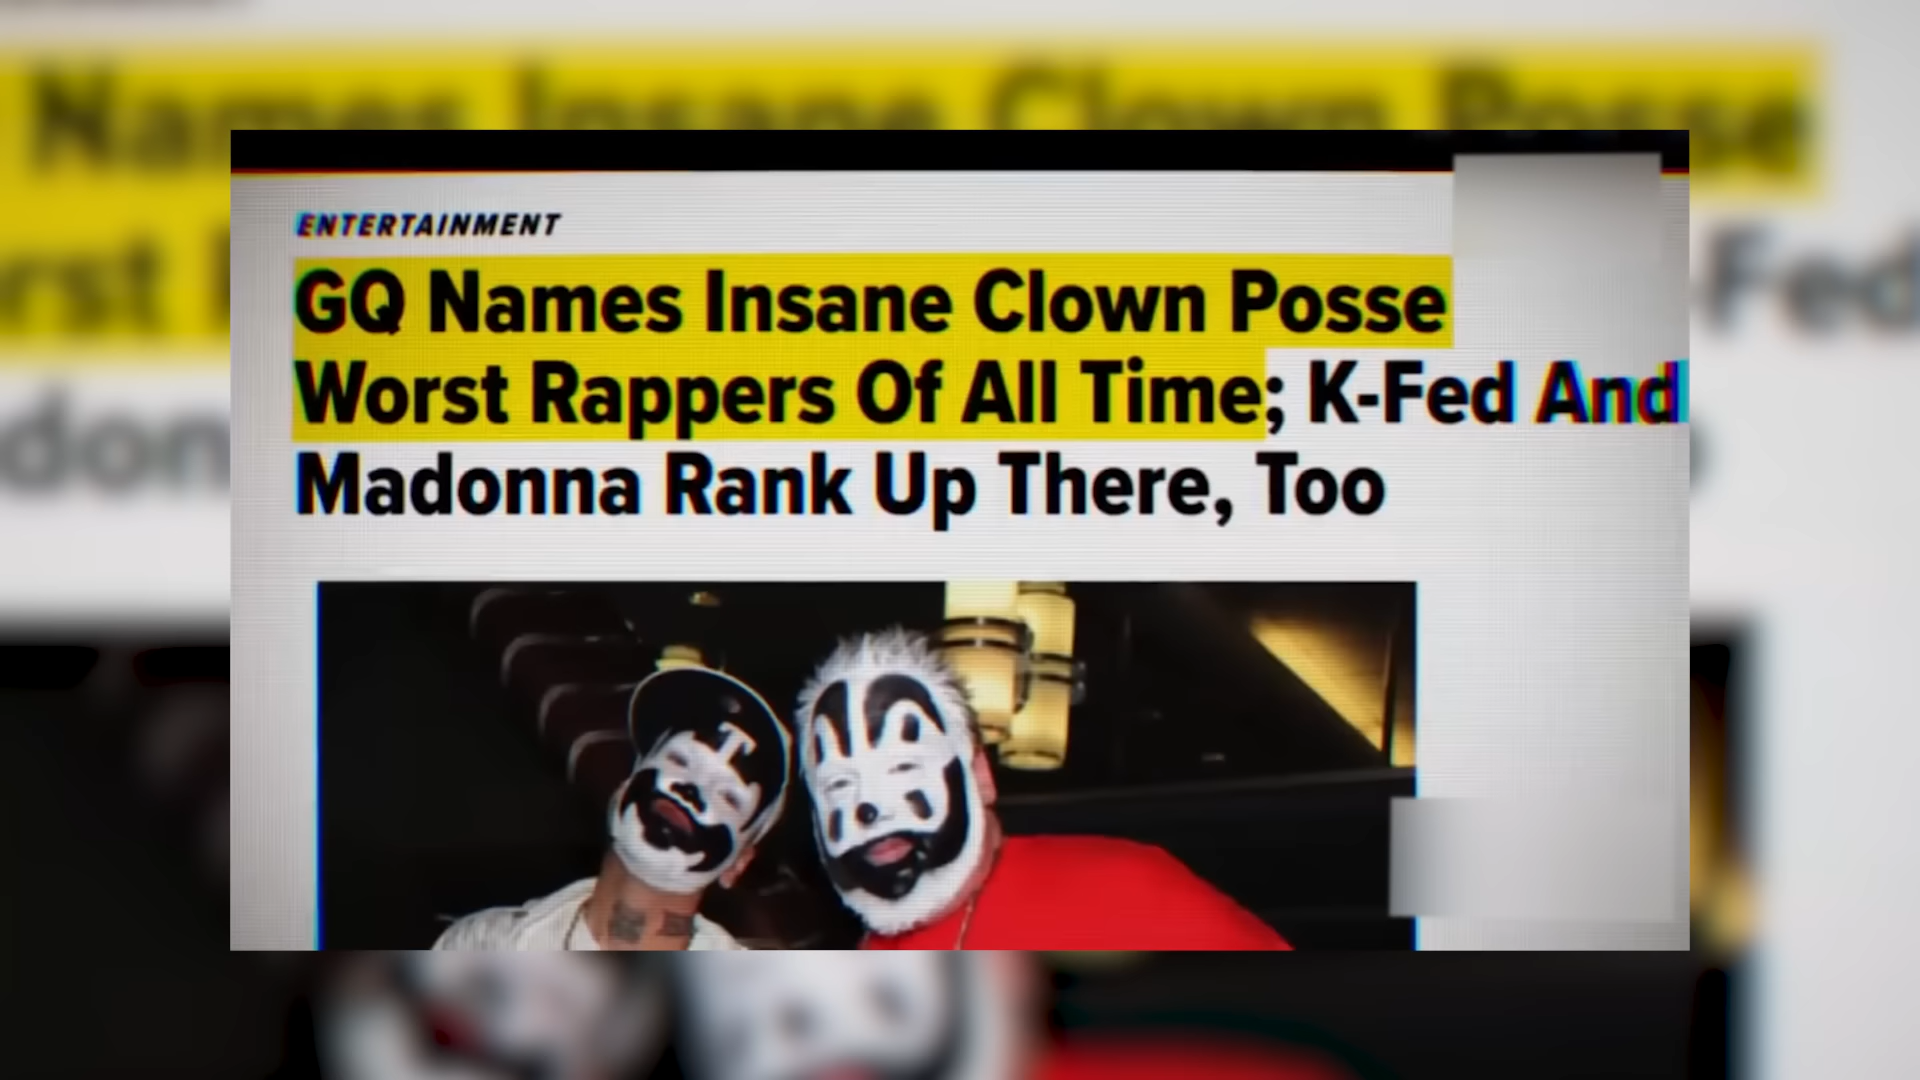 ENTERTAINMENT
GQ Names Insane Clown Posse
Worst Rappers Of All Time; K-Fed And
Madonna Rank Up There, Too